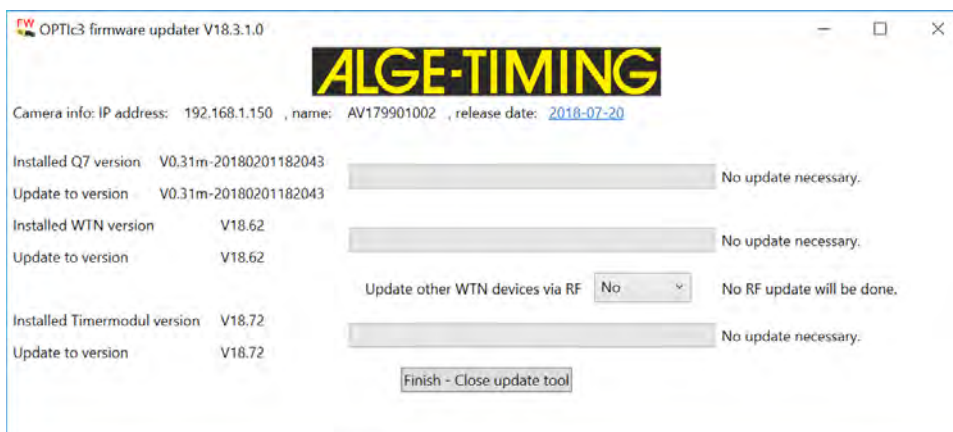 FW OPTIc3 firmware updater V18.3.1.0
ALGE-TIMING
Camera info: IP address: 192.168.1.150 , name: AV179901002 , release date: 2018-07-20
Installed Q7 version V0.31m-20180201182043
No update necessary.
Update to version V0.31m-20180201182043
Installed WTN version V18.62
No update necessary.
Update to version V18.62
Update other WTN devices via RF No No RF update will be done.
Installed Timermodul version V18.72
No update necessary.
Update to version V18.72
Finish - Close update tool